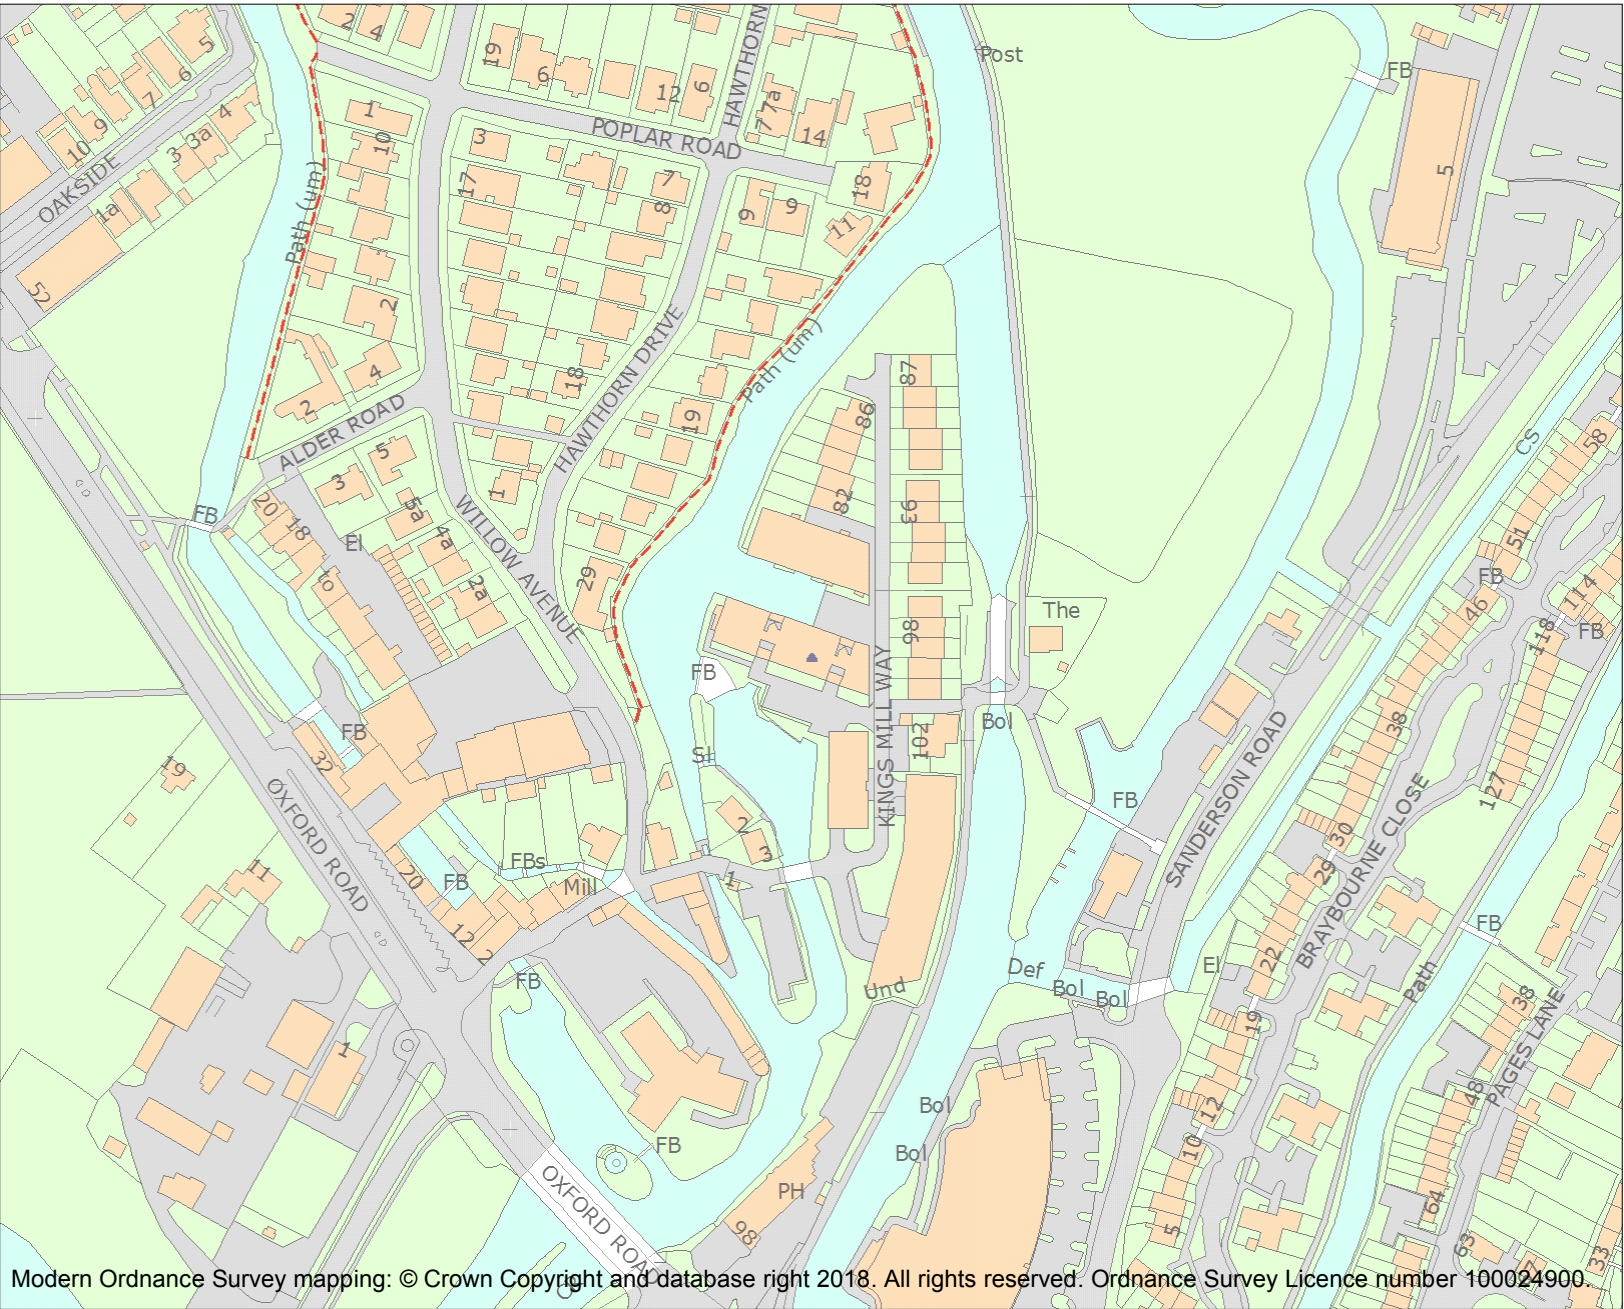 2
4
5
6
7
9
10
4
3a
3
OAKSIDE
1a
52
19
6
12
6
HAWTHORN
7a
7
14
Post
FB
5
1
10
Path (um)
3
POPLAR ROAD
17
7
8
9
9
18
11
2
4
2
ALDER ROAD
HAWTHORN DRIVE
18
19
Path (um)
87
86
82
93
CS
58
51
5
3
5a
4a
2a
1
WILLOW AVENUE
29
FB
20
18
to
El
FB
46
114
118
FB
The
98
FB
KINGS MILL WAY
Bol
102
38
127
SANDERSON ROAD
BRAYBOURNE CLOSE
FB
32
19
OXFORD ROAD
Sl
2
3
1
FB
30
29
11
20
FB
FBs
Mill
12
2
FB
Und
Def
Bol
Bol
El
22
19
Path
FB
38
PAGES LANE
48
1
Bol
Bol
12
10
5
64
63
33
FB
PH
98
OXFORD ROAD
Modern Ordnance Survey mapping: © Crown Copyright and database right 2018. All rights reserved. Ordnance Survey Licence number 100024900.